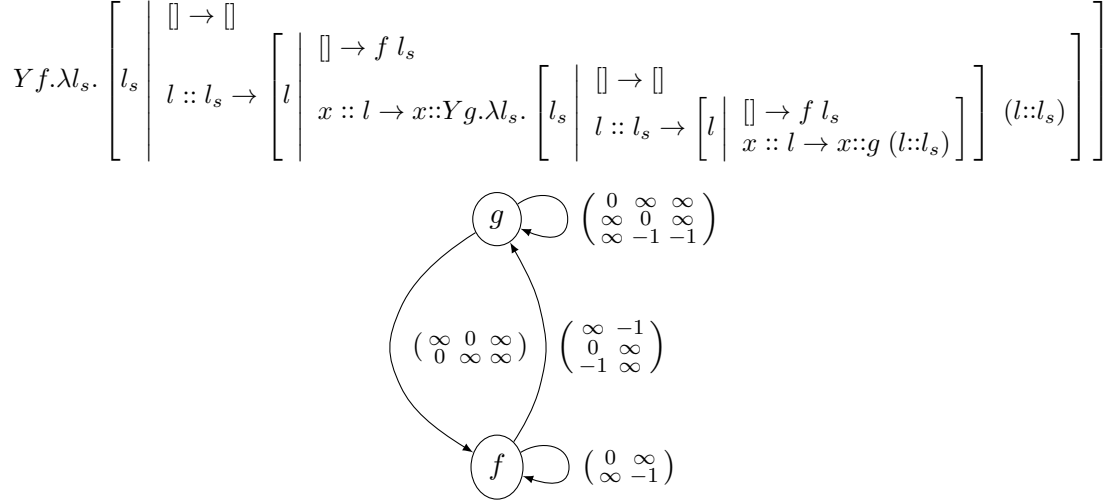 [] → []
[] → f l_s
Y f.λl_s. [ l_s | l :: l_s → [ l | x :: l → x::Y g.λl_s. [ l_s | [] → [] l :: l_s → [ l | [] → f l_s x :: l → x::g (l::l_s) ] ] (l::l_s) ] ]
g
0 ∞ ∞
∞ 0 ∞
∞ −1 −1
( ∞ 0 ∞ ) ( ∞ −1 )
( 0 ∞ ∞ ) ( 0 ∞ )
( −1 ∞ )
f
0 ∞
∞ −1